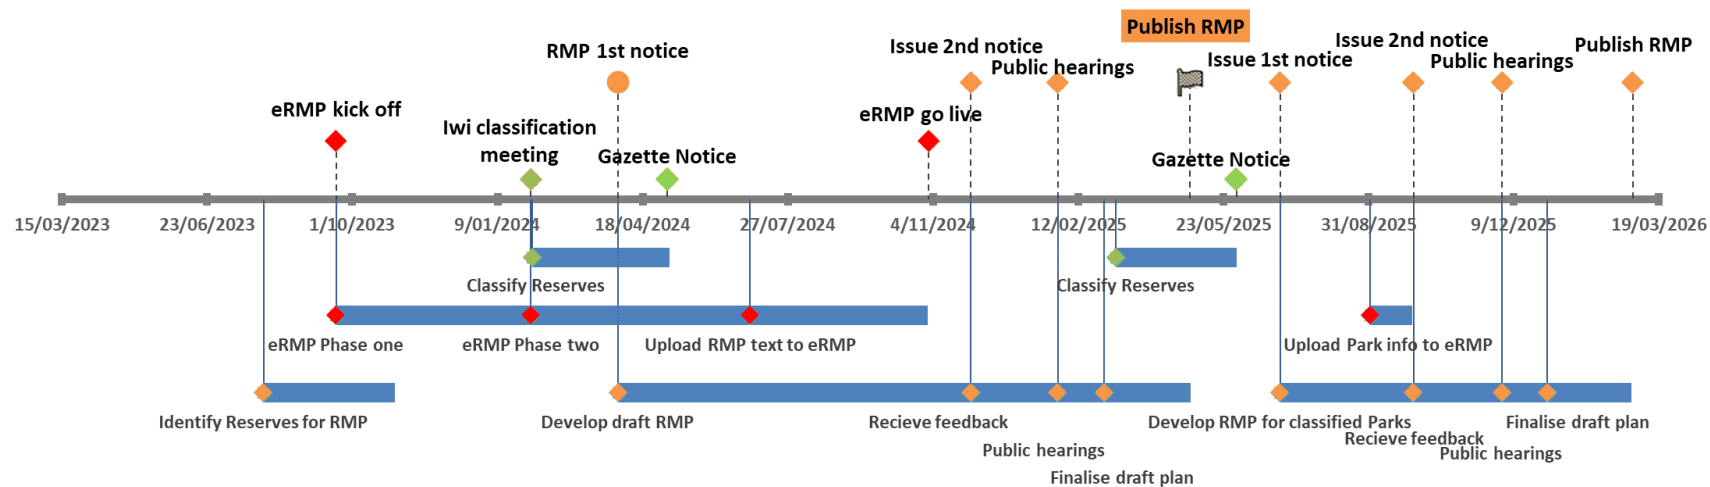 Publish RMP
Issue 2nd notice
Issue 2nd notice
Publish RMP
RMP 1st notice
Public hearings
Issue 1st notice
Public hearings
eRMP kick off
eRMP go live
Iwi classification
meeting
Gazette Notice
Gazette Notice
15/03/2023
23/06/2023
1/10/2023
9/01/2024
18/04/2024
27/07/2024
4/11/2024
12/02/2025
23/05/2025
31/08/2025
9/12/2025
19/03/2026
Classify Reserves
Classify Reserves
eRMP Phase one
eRMP Phase two
Upload RMP text to eRMP
Upload Park info to eRMP
Identify Reserves for RMP
Develop draft RMP
Recieve feedback
Develop RMP for classified Parks
Finalise draft plan
Recieve feedback
Public hearings
Public hearings
Finalise draft plan